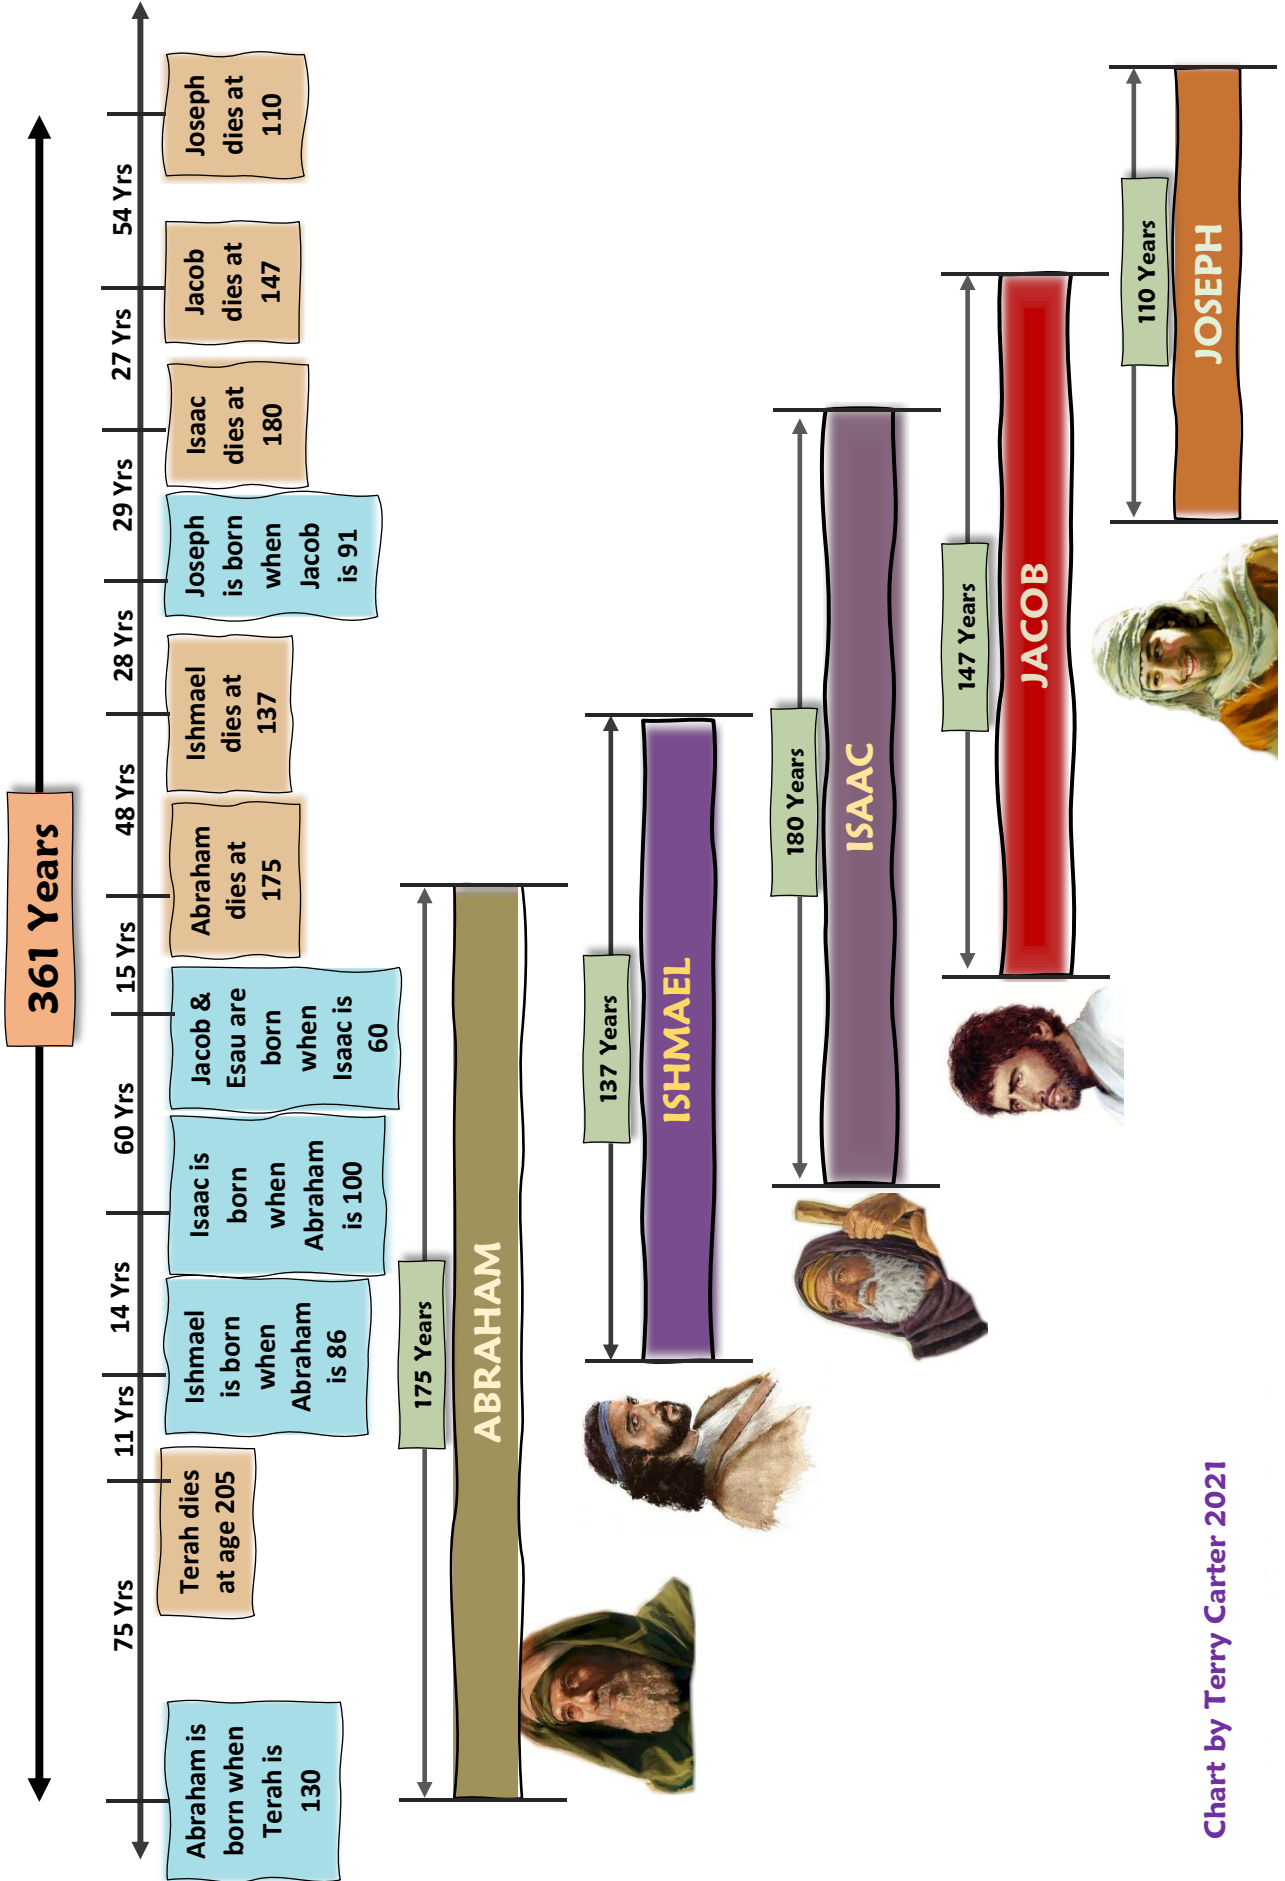 361 Years
75 Yrs
11 Yrs
14 Yrs
60 Yrs
15 Yrs
48 Yrs
28 Yrs
29 Yrs
27 Yrs
54 Yrs
Abraham is
born when
Terah is
130
Terah dies
at age 205
Ishmael
is born
when
Abraham
is 86
Isaac is
born
when
Abraham
is 100
Jacob &
Esau are
born
when
Isaac is
60
Abraham
dies at
175
Ishmael
dies at
137
Joseph
is born
when
Jacob
is 91
Isaac
dies at
180
Jacob
dies at
147
Joseph
dies at
110
175 Years
ABRAHAM
137 Years
ISHMAEL
180 Years
ISAAC
147 Years
JACOB
110 Years
JOSEPH
Chart by Terry Carter 2021